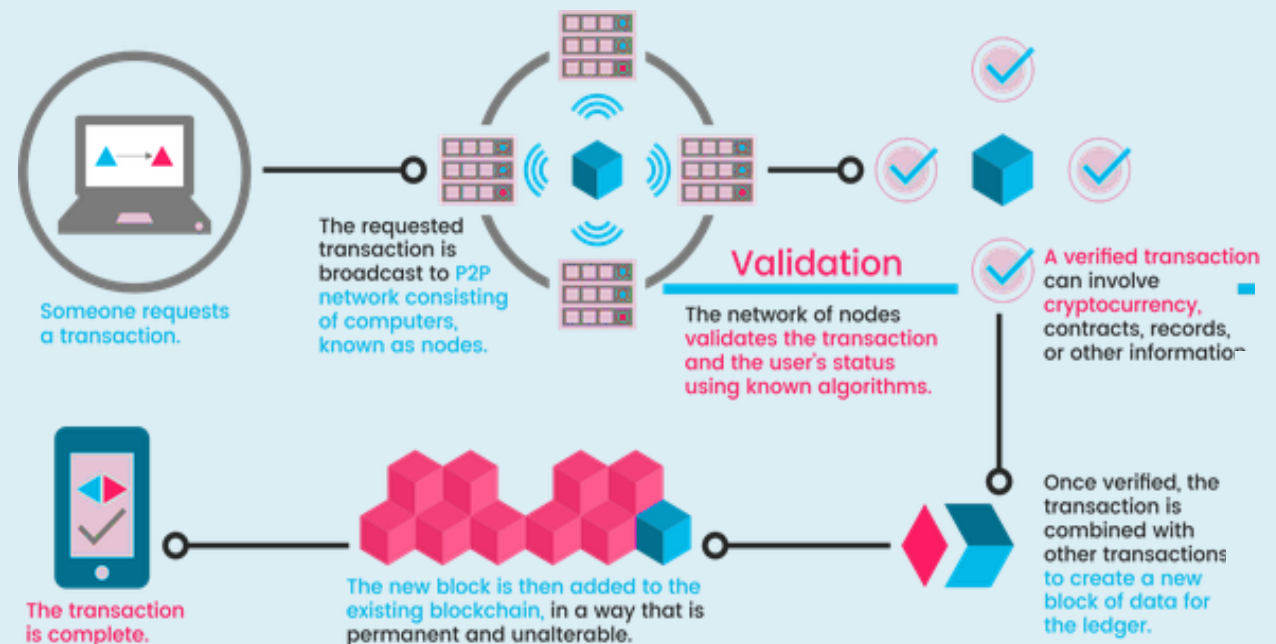 Someone requests
a transaction.
The requested
transaction is
broadcast to P2P
network consisting
of computers,
known as nodes.
Validation
The network of nodes
validates the transaction
and the user's status
using known algorithms.
A verified transaction
can involve
cryptocurrency,
contracts, records,
or other information
Once verified, the
transaction is
combined with
other transactions
to create a new
block of data for
the ledger.
The new block is then added to the
existing blockchain, in a way that is
permanent and unalterable.
The transaction
is complete.